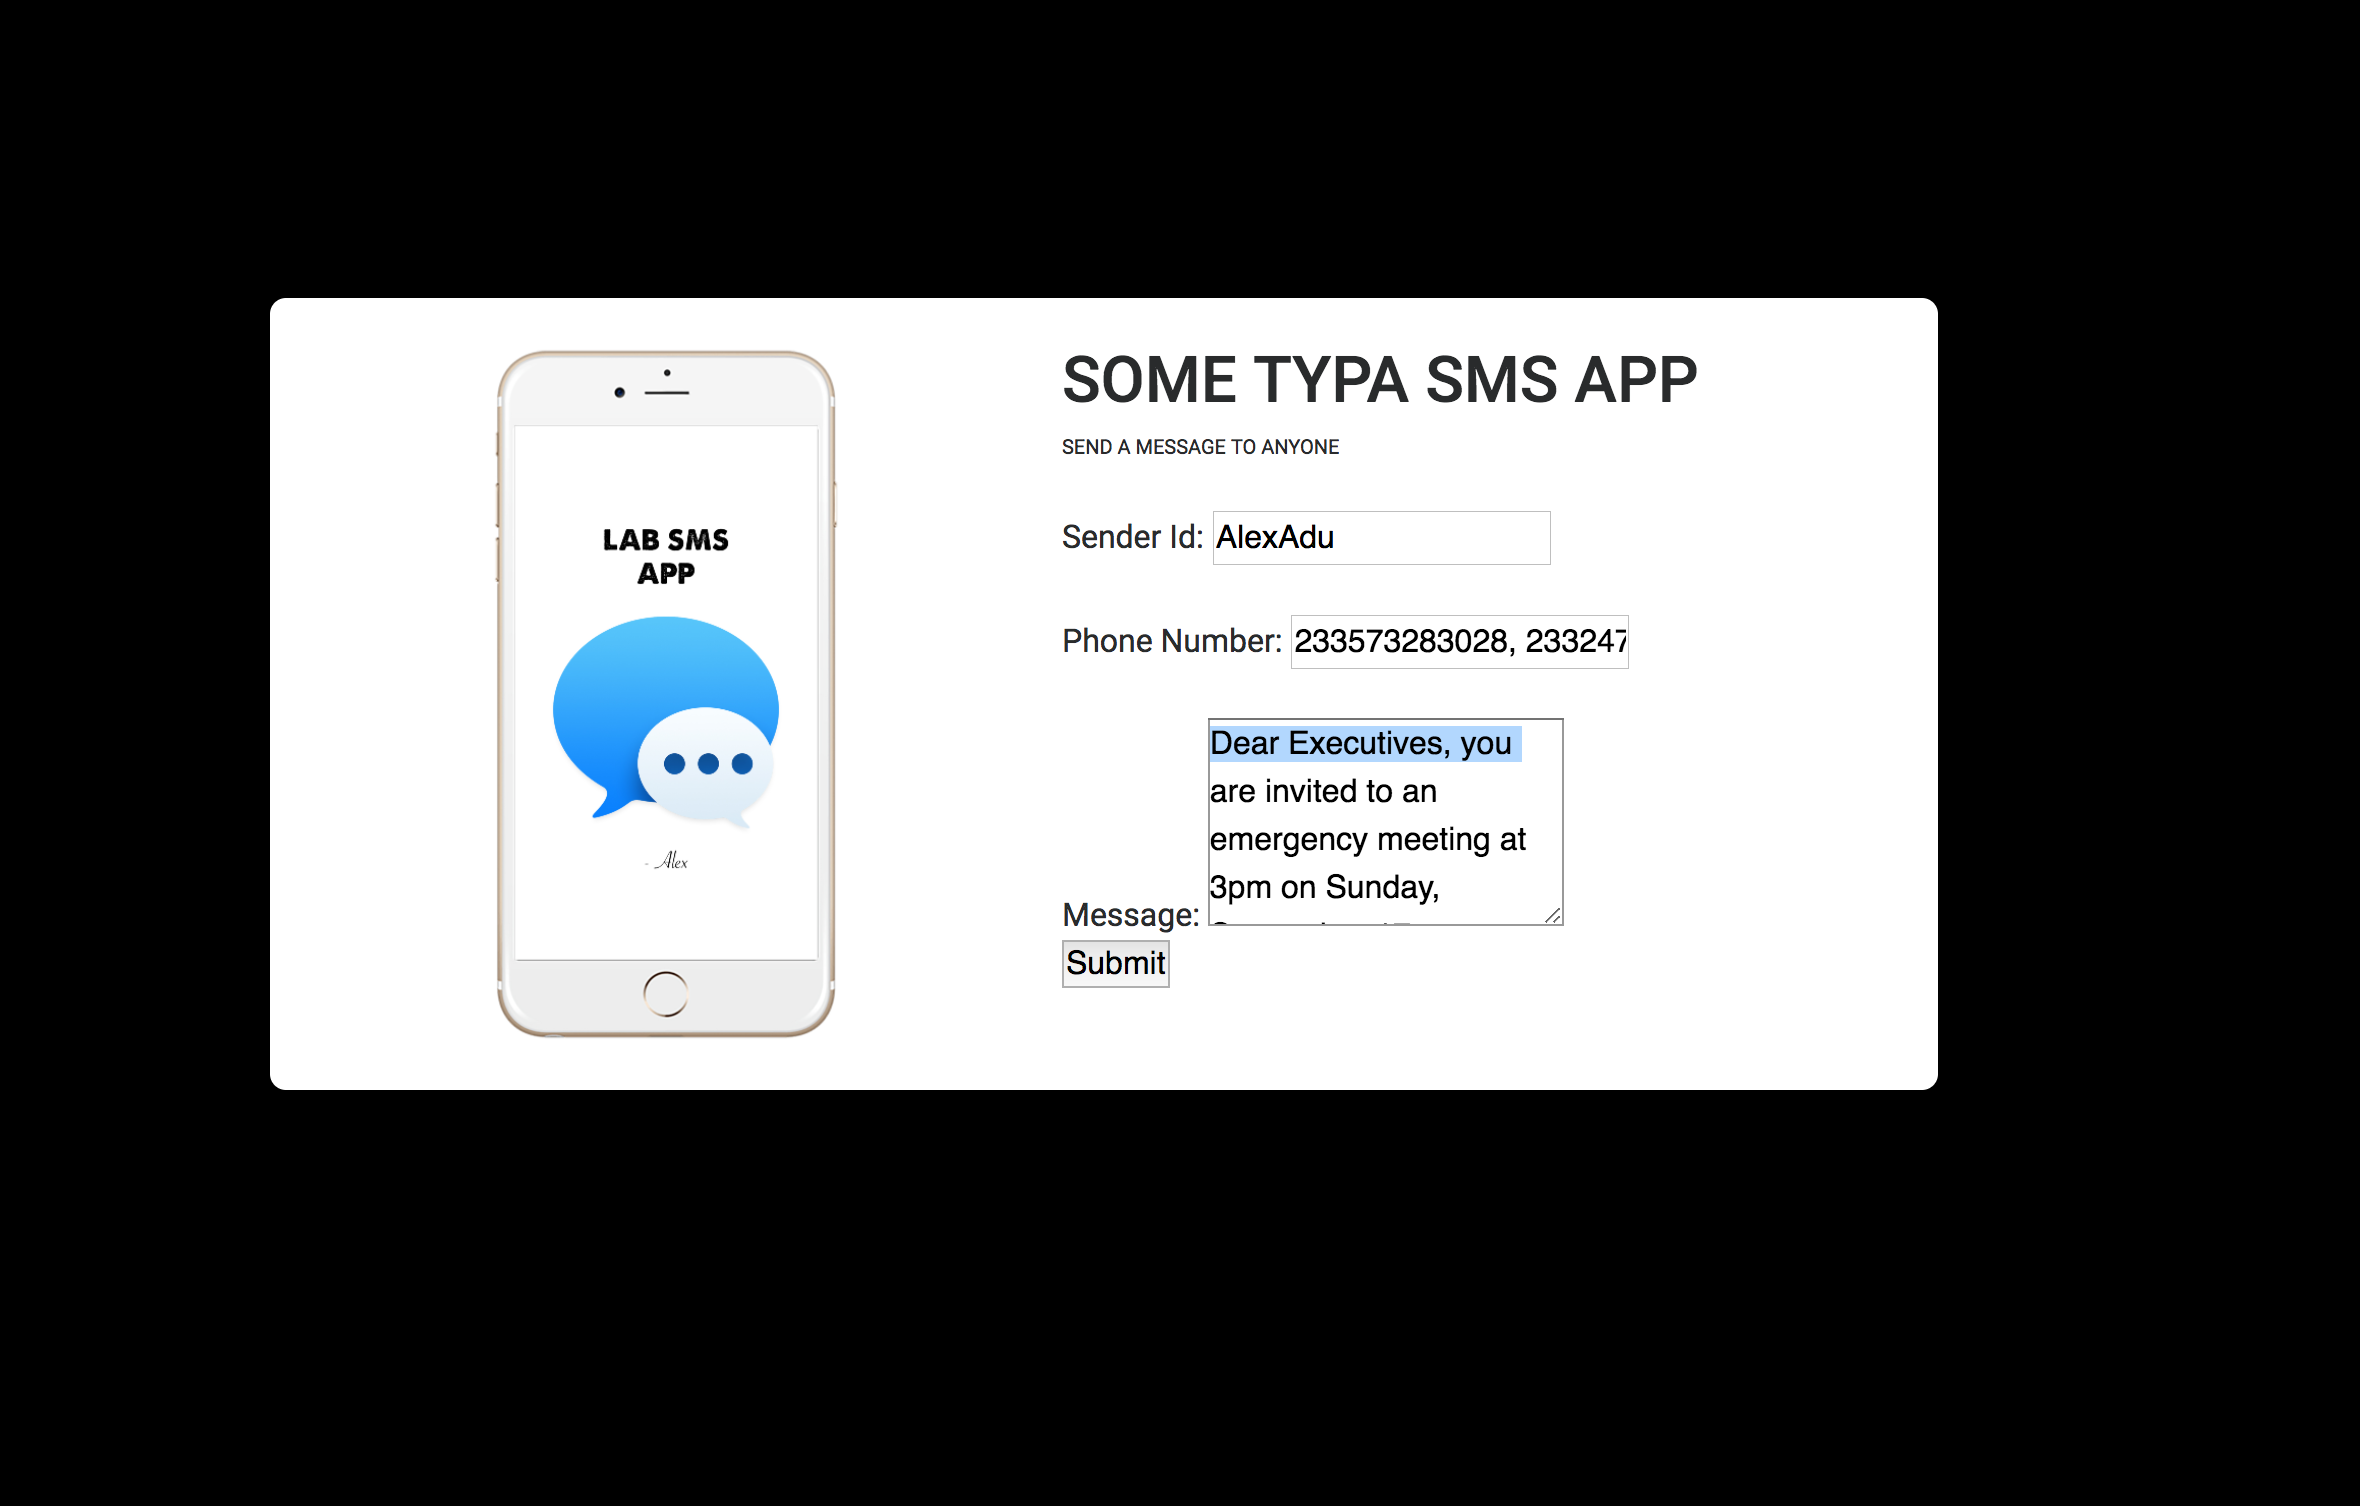 LAB SMS
APP
- Alex
SOME TYPA SMS APP
SEND A MESSAGE TO ANYONE
Sender Id: AlexAdu
Phone Number: 233573283028, 233247
Message: Dear Executives, you
are invited to an
emergency meeting at
3pm on Sunday,
Submit